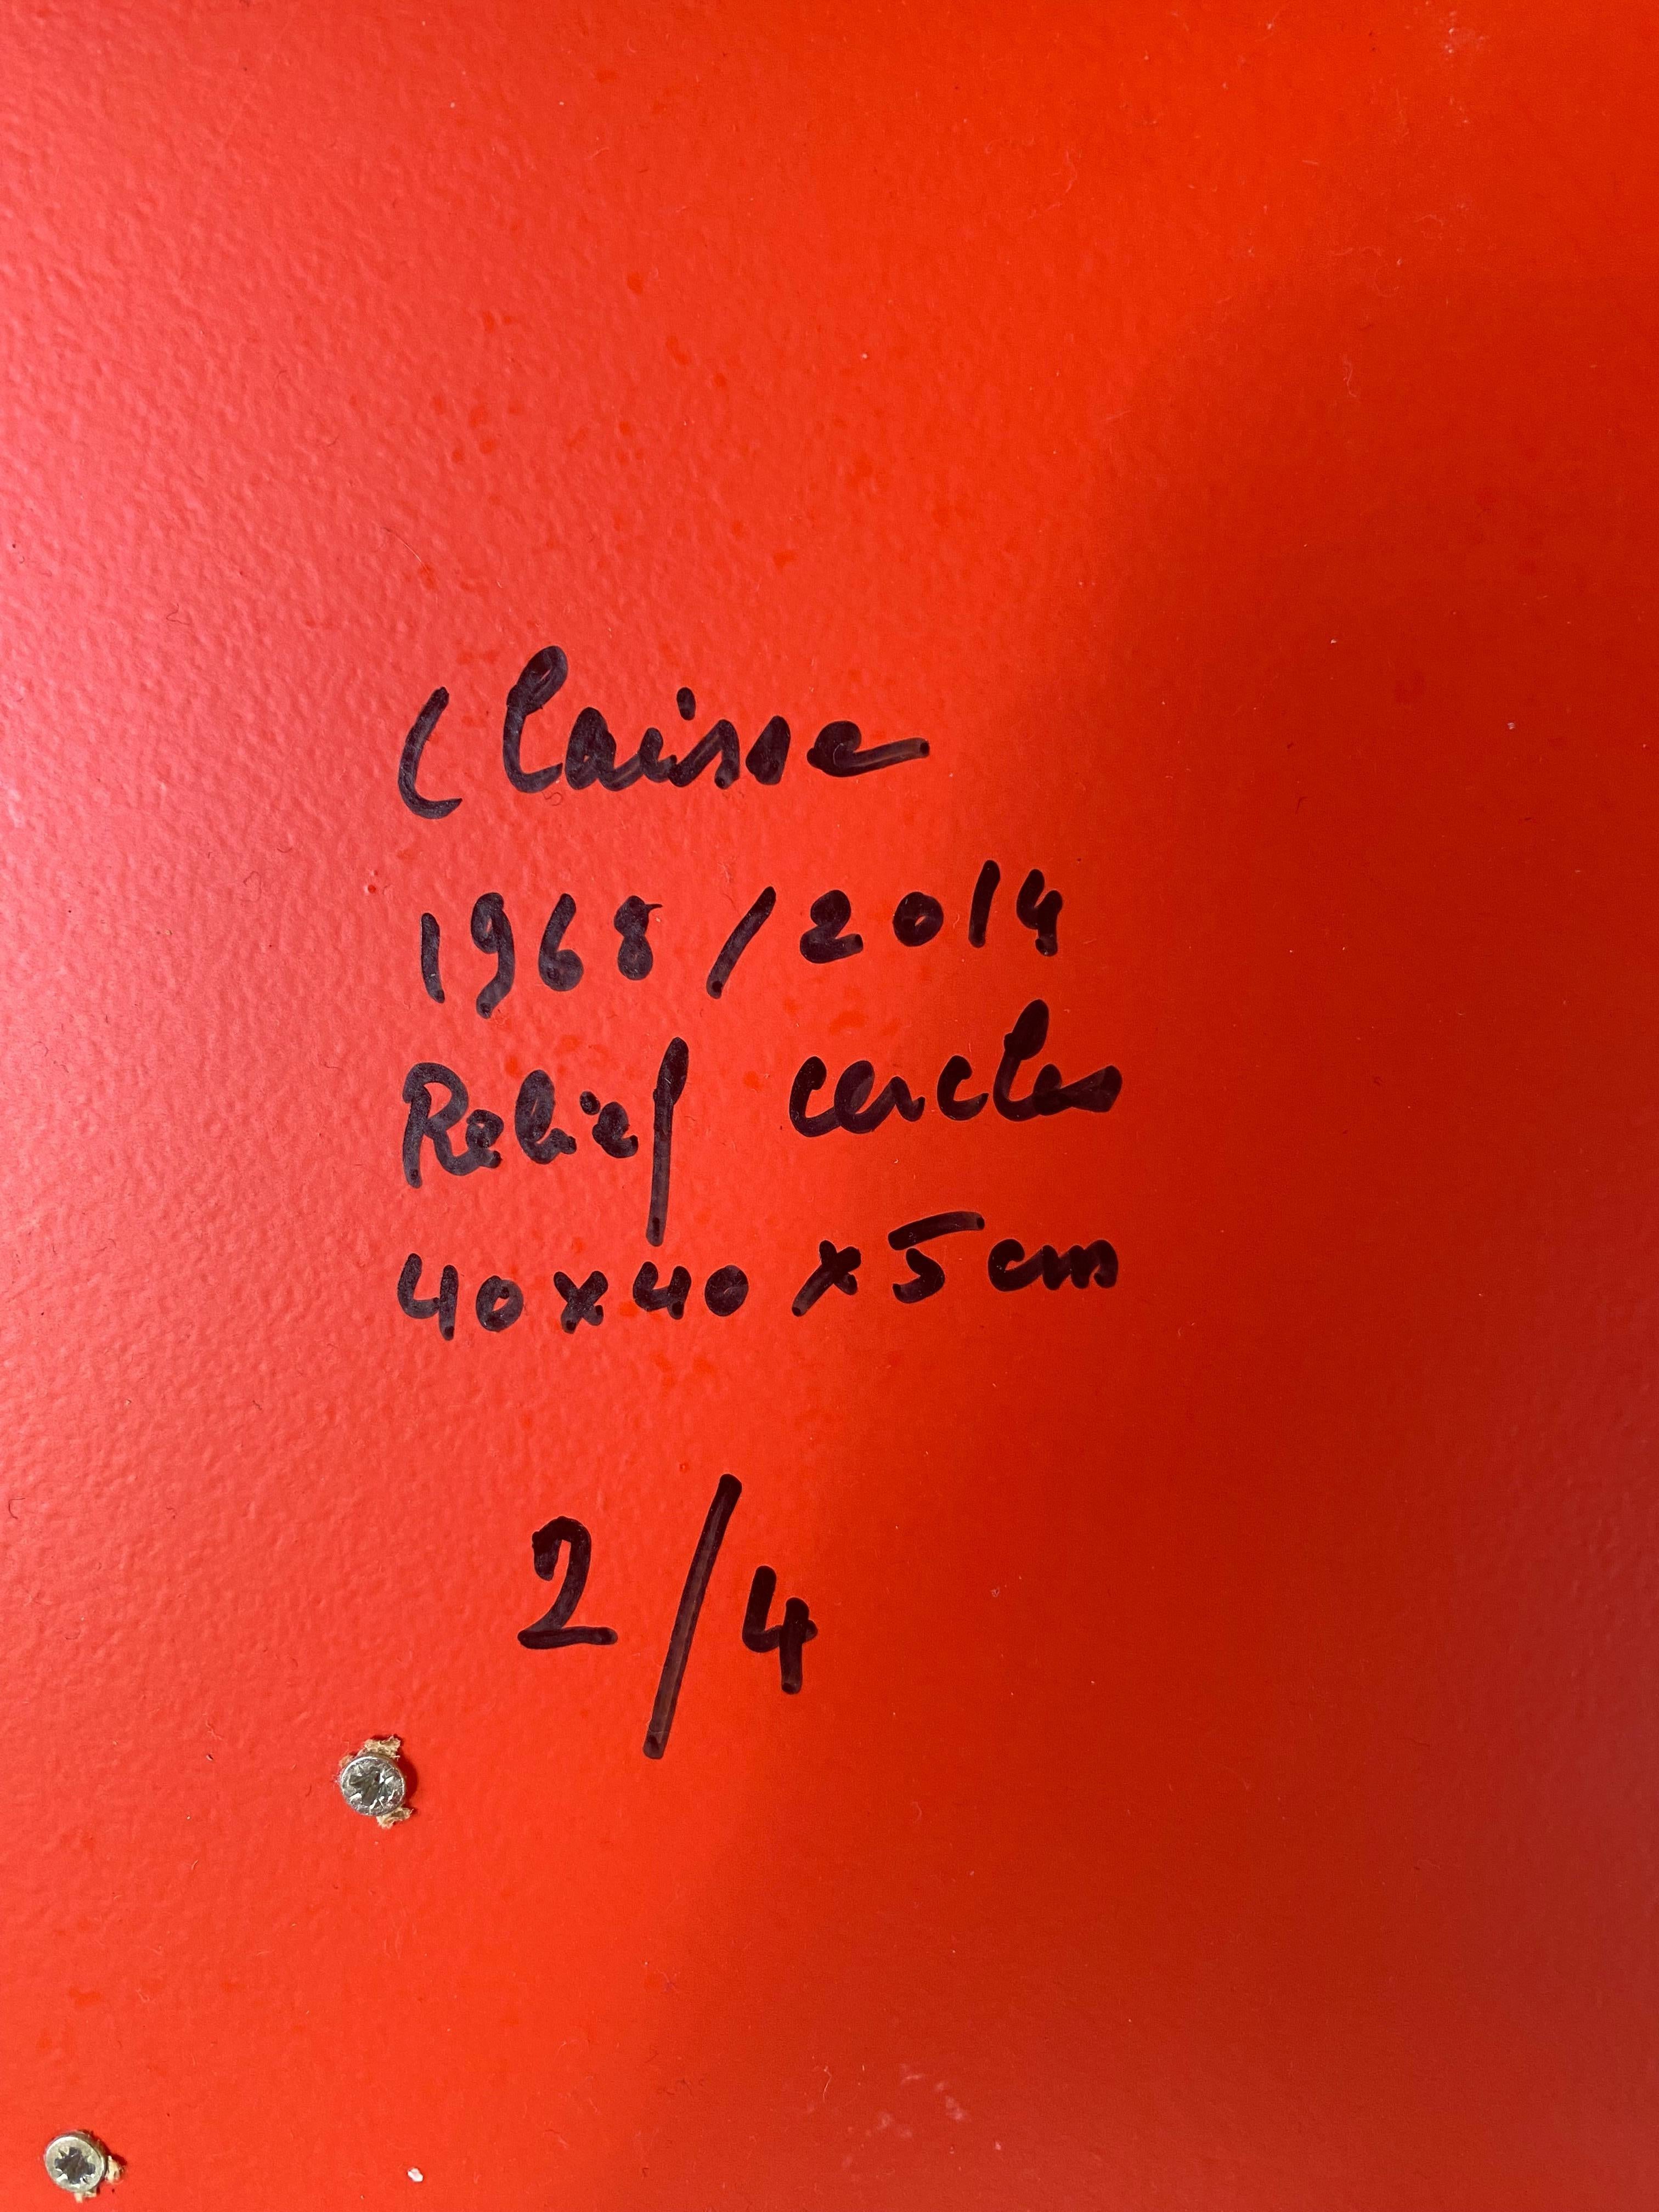 Claisse
1968/2014
Relief cercles
40x40x5cm
2/4